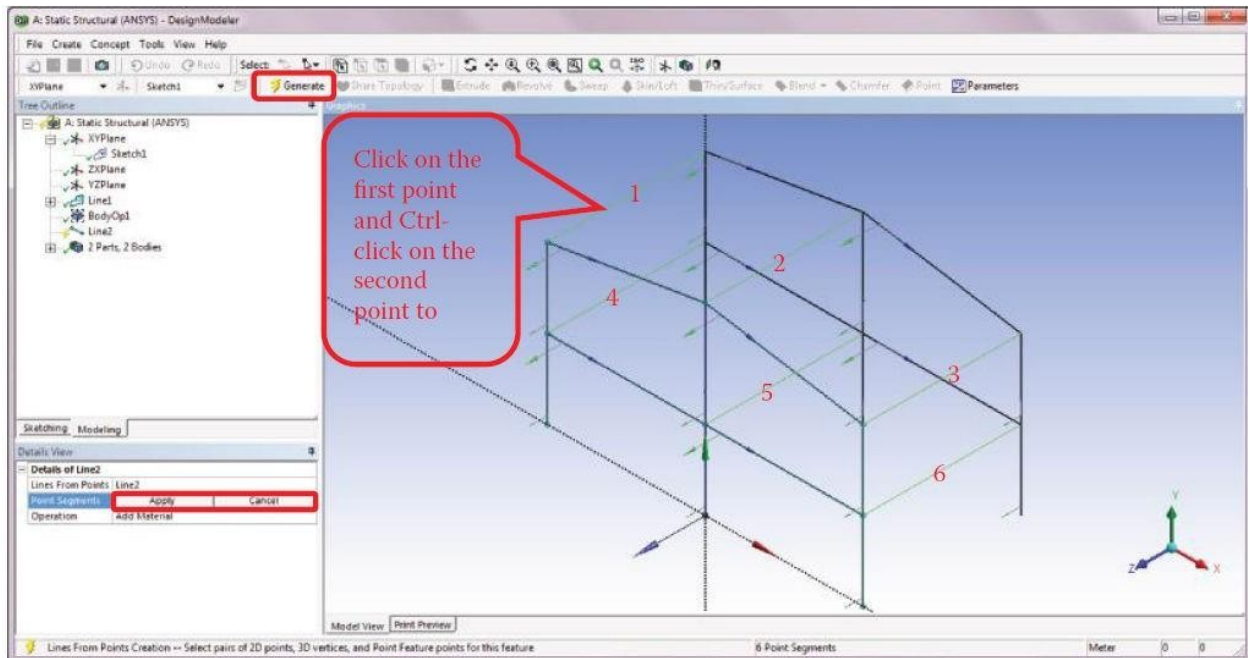 A: Static Structural (ANSYS) - DesignModeler
File Create Concept Tools View Help
Undo Redo Select:
XYPlane Sketch1 Generate Share Topology Extrude Revolve Sweep Skin/Loft Thin/Surface Blend Chamfer Point Parameters
Tree Outline
A: Static Structural (ANSYS)
XYPlane
Sketch1
ZXPlane
YZPlane
Line1
BodyOp1
Line2
2 Parts, 2 Bodies
Sketching Modeling
Details View
Details of Line2
Lines From Points Line2
Point Segments Apply Cancel
Operation Add Material
Graphics
Click on the
first point
and Ctrl-
click on the
second
point to
1
2
4
3
5
6
Y
Z X
Model View Print Preview
Lines From Points Creation -- Select pairs of 2D points, 3D vertices, and Point Feature points for this feature 6 Point Segments Meter 0 0